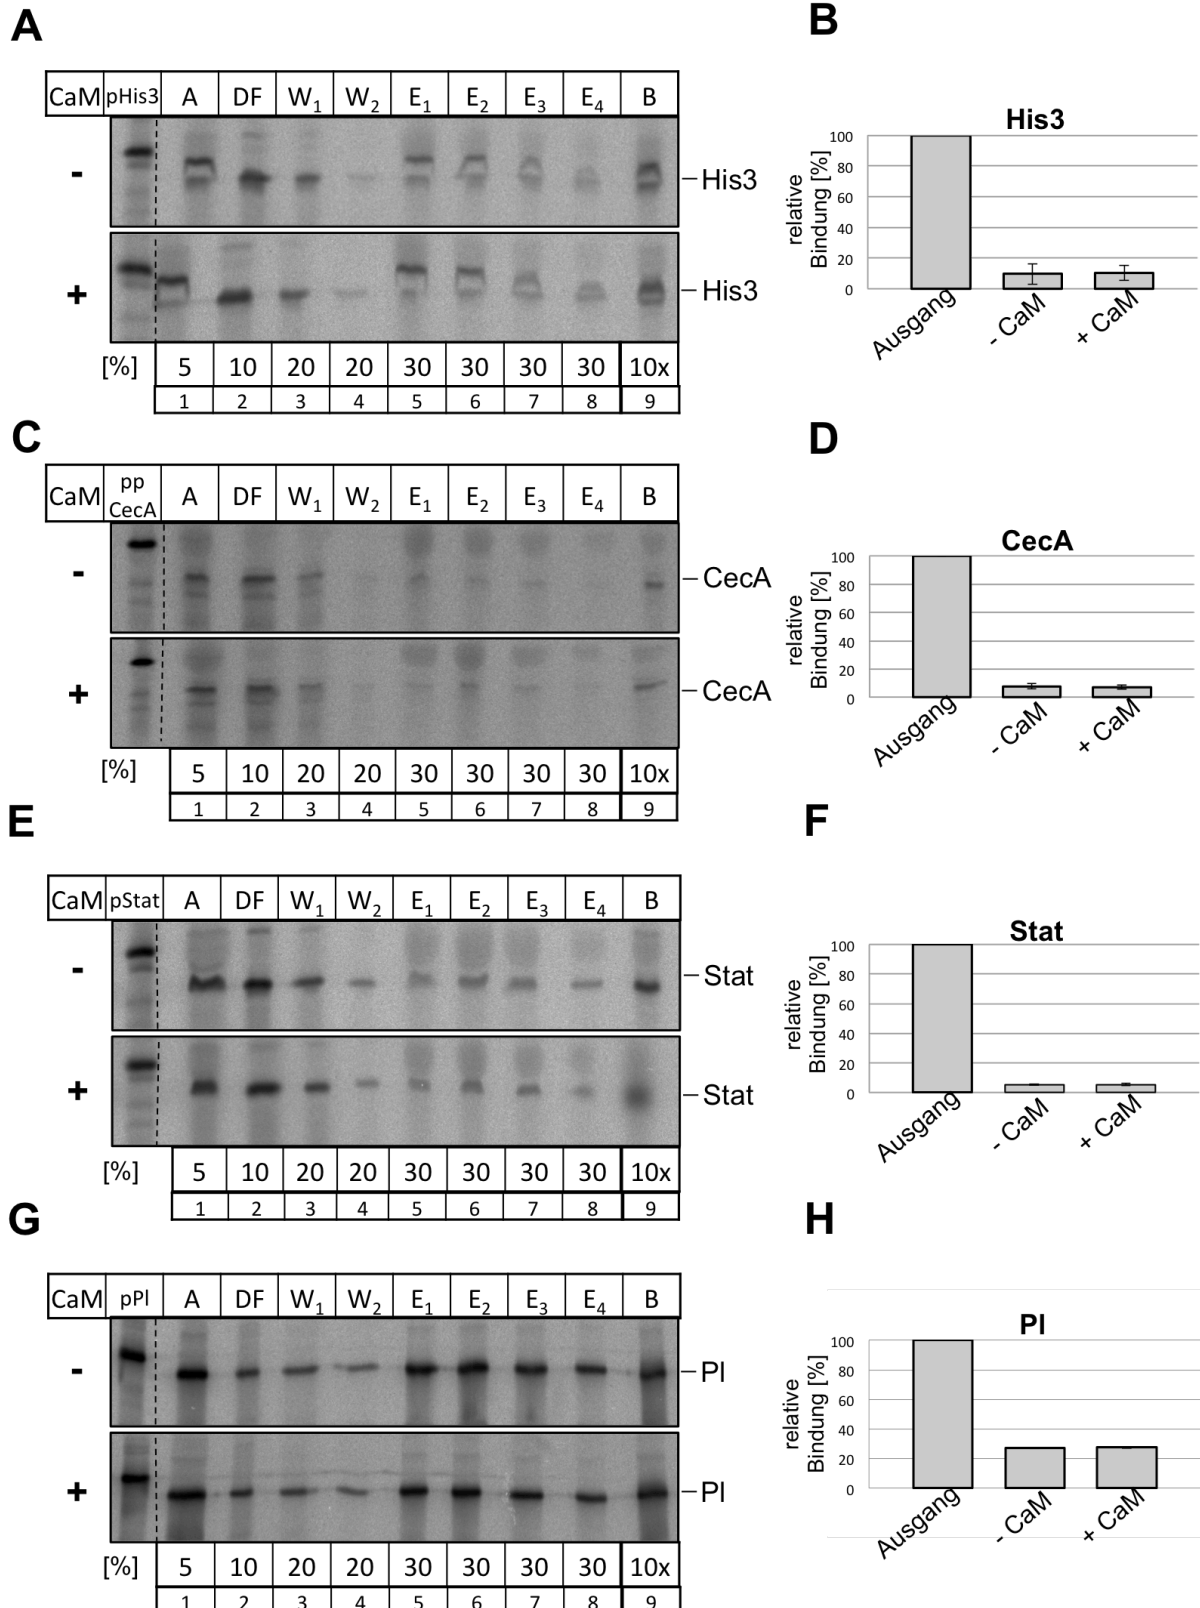 A
CaM pHis3 A DF W1 W2 E1 E2 E3 E4 B
- His3
+ His3
[%] 5 10 20 20 30 30 30 30 10x
1 2 3 4 5 6 7 8 9
B
His3
relative
Bindung [%]
100
80
60
40
20
0
Ausgang - CaM + CaM
C
CaM pp
CecA A DF W1 W2 E1 E2 E3 E4 B
- CecA
+ CecA
[%] 5 10 20 20 30 30 30 30 10x
1 2 3 4 5 6 7 8 9
D
CecA
relative
Bindung [%]
100
80
60
40
20
0
Ausgang - CaM + CaM
E
CaM pStat A DF W1 W2 E1 E2 E3 E4 B
- Stat
+ Stat
[%] 5 10 20 20 30 30 30 30 10x
1 2 3 4 5 6 7 8 9
F
Stat
relative
Bindung [%]
100
80
60
40
20
0
Ausgang - CaM + CaM
G
CaM pPl A DF W1 W2 E1 E2 E3 E4 B
- Pl
+ Pl
[%] 5 10 20 20 30 30 30 30 10x
1 2 3 4 5 6 7 8 9
H
Pl
relative
Bindung [%]
100
80
60
40
20
0
Ausgang - CaM + CaM